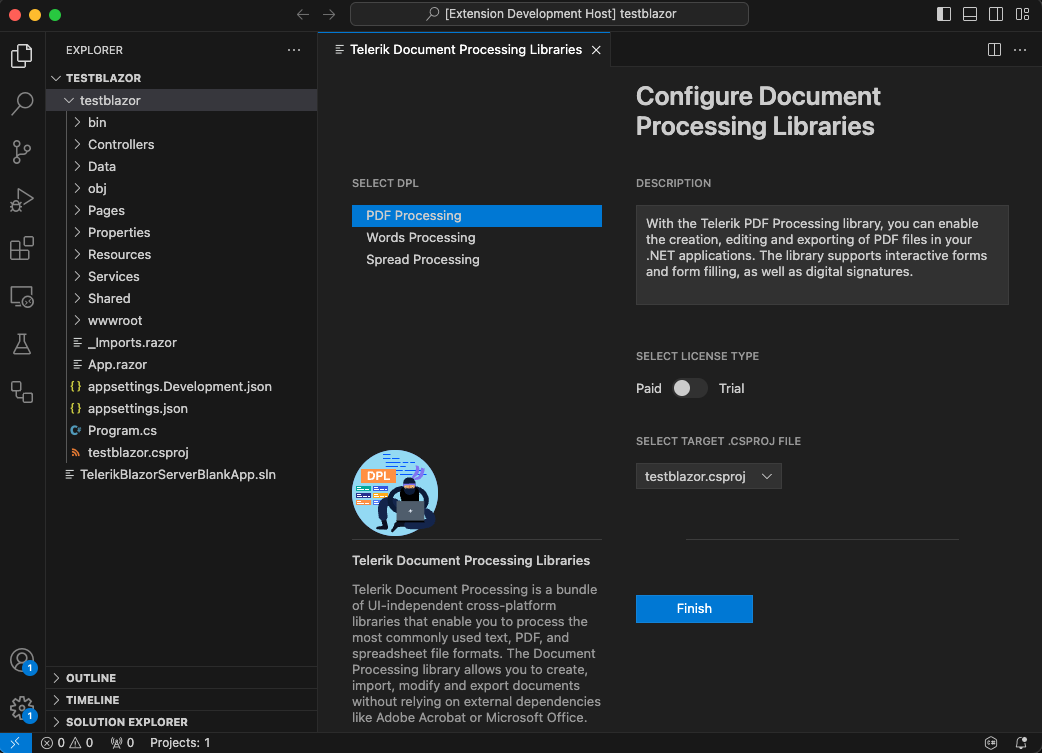 [Extension Development Host] testblazor
EXPLORER
TESTBLAZOR
testblazor
bin
Controllers
Data
obj
Pages
Properties
Resources
Services
Shared
wwwroot
_Imports.razor
App.razor
{} appsettings.Development.json
{} appsettings.json
C# Program.cs
testblazor.csproj
TelerikBlazorServerBlankApp.sln
OUTLINE
TIMELINE
SOLUTION EXPLORER
1
1
Telerik Document Processing Libraries
SELECT DPL
PDF Processing
Words Processing
Spread Processing
DPL
Telerik Document Processing Libraries
Telerik Document Processing is a bundle
of UI-independent cross-platform
libraries that enable you to process the
most commonly used text, PDF, and
spreadsheet file formats. The Document
Processing library allows you to create,
import, modify and export documents
without relying on external dependencies
like Adobe Acrobat or Microsoft Office.
Configure Document
Processing Libraries
DESCRIPTION
With the Telerik PDF Processing library, you can enable
the creation, editing and exporting of PDF files in your
.NET applications. The library supports interactive forms
and form filling, as well as digital signatures.
SELECT LICENSE TYPE
Paid Trial
SELECT TARGET .CSPROJ FILE
testblazor.csproj
Finish
0 0 0 Projects: 1